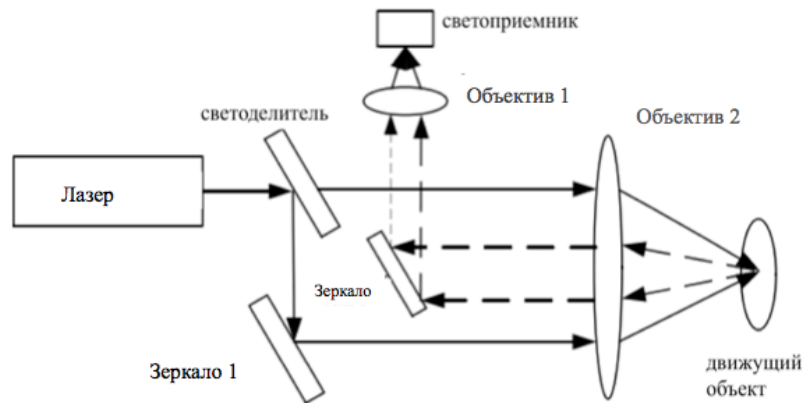 светоприемник
Объектив 1
светоделитель
Объектив 2
Лазер
Зеркало
Зеркало 1
движущий
объект